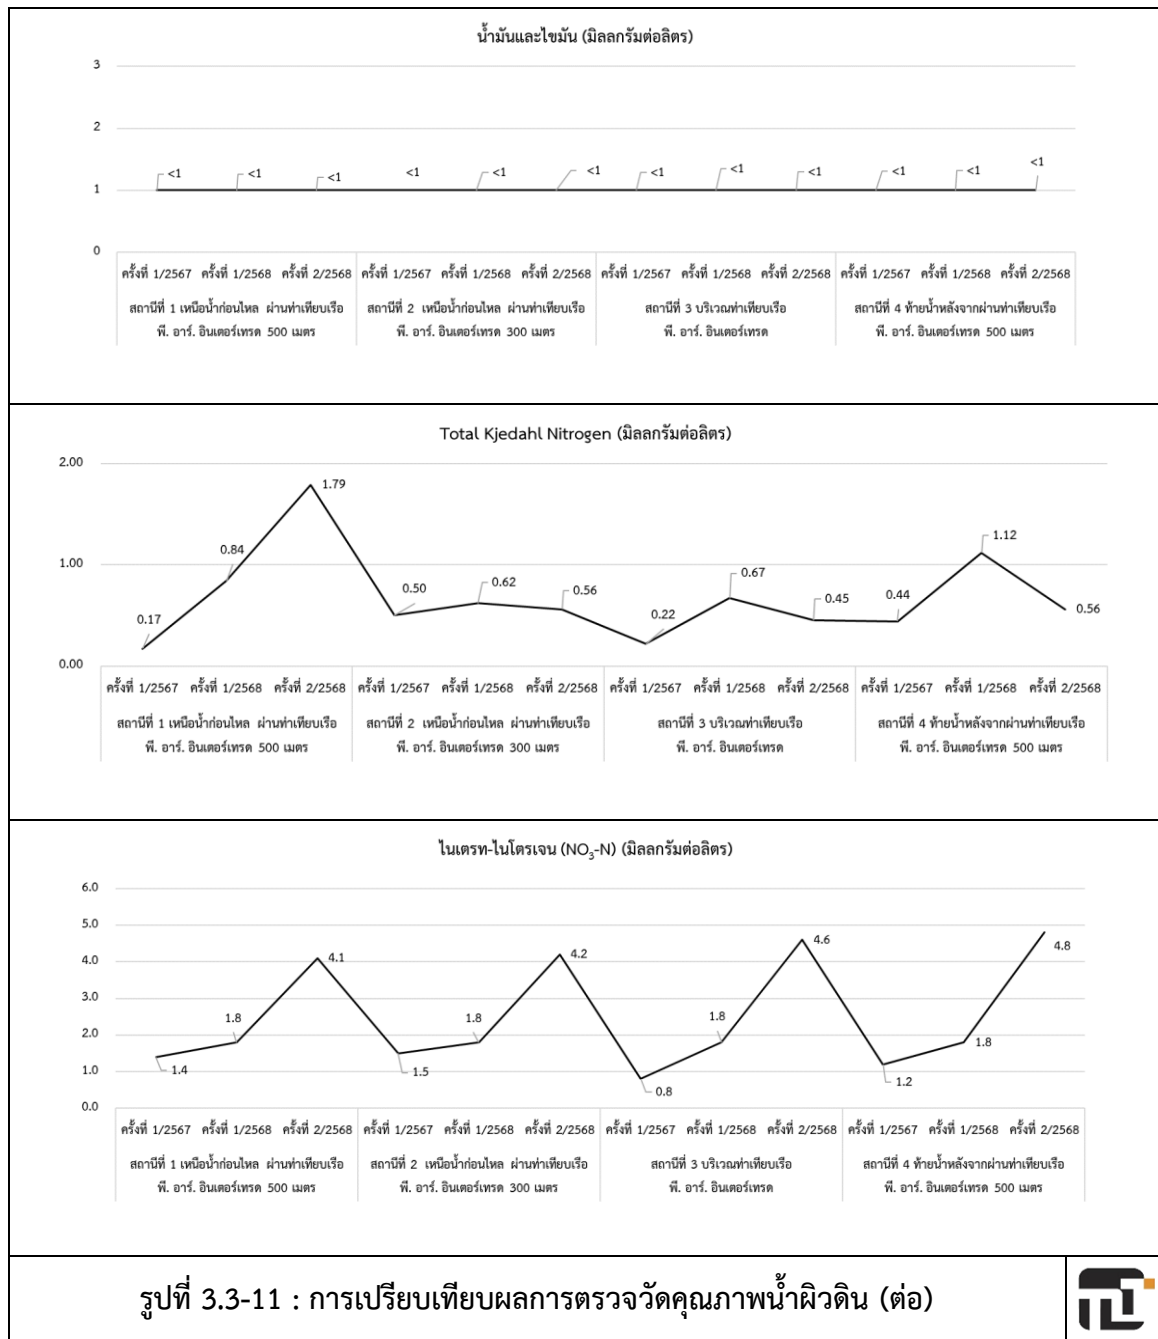 น้ำมันและไขมัน (มิลลกรัมต่อลิตร)
3
2
1
0
<1 <1 <1 <1 <1 <1 <1 <1 <1 <1 <1 <1
ครั้งที่ 1/2567 ครั้งที่ 1/2568 ครั้งที่ 2/2568 ครั้งที่ 1/2567 ครั้งที่ 1/2568 ครั้งที่ 2/2568 ครั้งที่ 1/2567 ครั้งที่ 1/2568 ครั้งที่ 2/2568 ครั้งที่ 1/2567 ครั้งที่ 1/2568 ครั้งที่ 2/2568
สถานีที่ 1 เหนือน้ำก่อนไหล ผ่านท่าเทียบเรือ สถานีที่ 2 เหนือน้ำก่อนไหล ผ่านท่าเทียบเรือ สถานีที่ 3 บริเวณท่าเทียบเรือ สถานีที่ 4 ท้ายน้ำหลังจากผ่านท่าเทียบเรือ
พี. อาร์. อินเตอร์เทรด 500 เมตร พี. อาร์. อินเตอร์เทรด 300 เมตร พี. อาร์. อินเตอร์เทรด พี. อาร์. อินเตอร์เทรด 500 เมตร
Total Kjedahl Nitrogen (มิลลกรัมต่อลิตร)
2.00
1.00
0.00
0.17 0.84 1.79 0.50 0.62 0.56 0.22 0.67 0.45 0.44 1.12 0.56
ครั้งที่ 1/2567 ครั้งที่ 1/2568 ครั้งที่ 2/2568 ครั้งที่ 1/2567 ครั้งที่ 1/2568 ครั้งที่ 2/2568 ครั้งที่ 1/2567 ครั้งที่ 1/2568 ครั้งที่ 2/2568 ครั้งที่ 1/2567 ครั้งที่ 1/2568 ครั้งที่ 2/2568
สถานีที่ 1 เหนือน้ำก่อนไหล ผ่านท่าเทียบเรือ สถานีที่ 2 เหนือน้ำก่อนไหล ผ่านท่าเทียบเรือ สถานีที่ 3 บริเวณท่าเทียบเรือ สถานีที่ 4 ท้ายน้ำหลังจากผ่านท่าเทียบเรือ
พี. อาร์. อินเตอร์เทรด 500 เมตร พี. อาร์. อินเตอร์เทรด 300 เมตร พี. อาร์. อินเตอร์เทรด พี. อาร์. อินเตอร์เทรด 500 เมตร
ไนเตรท-ไนโตรเจน (NO₃-N) (มิลลกรัมต่อลิตร)
6.0
5.0
4.0
3.0
2.0
1.0
0.0
1.4 1.8 4.1 1.5 1.8 4.2 0.8 1.8 4.6 1.2 1.8 4.8
ครั้งที่ 1/2567 ครั้งที่ 1/2568 ครั้งที่ 2/2568 ครั้งที่ 1/2567 ครั้งที่ 1/2568 ครั้งที่ 2/2568 ครั้งที่ 1/2567 ครั้งที่ 1/2568 ครั้งที่ 2/2568 ครั้งที่ 1/2567 ครั้งที่ 1/2568 ครั้งที่ 2/2568
สถานีที่ 1 เหนือน้ำก่อนไหล ผ่านท่าเทียบเรือ สถานีที่ 2 เหนือน้ำก่อนไหล ผ่านท่าเทียบเรือ สถานีที่ 3 บริเวณท่าเทียบเรือ สถานีที่ 4 ท้ายน้ำหลังจากผ่านท่าเทียบเรือ
พี. อาร์. อินเตอร์เทรด 500 เมตร พี. อาร์. อินเตอร์เทรด 300 เมตร พี. อาร์. อินเตอร์เทรด พี. อาร์. อินเตอร์เทรด 500 เมตร
รูปที่ 3.3-11 : การเปรียบเทียบผลการตรวจวัดคุณภาพน้ำผิวดิน (ต่อ)